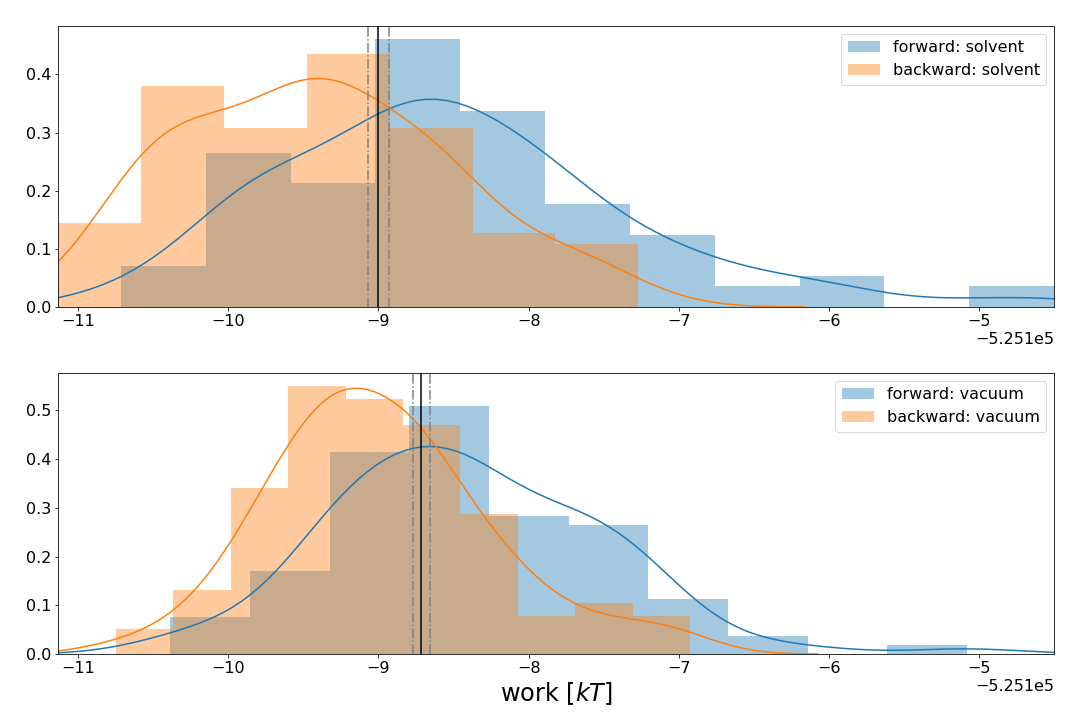 forward: solvent
backward: solvent
0.4
0.3
0.2
0.1
0.0
−11 −10 −9 −8 −7 −6 −5
−5.251e5
forward: vacuum
backward: vacuum
0.5
0.4
0.3
0.2
0.1
0.0
−11 −10 −9 −8 −7 −6 −5
−5.251e5
work [kT]